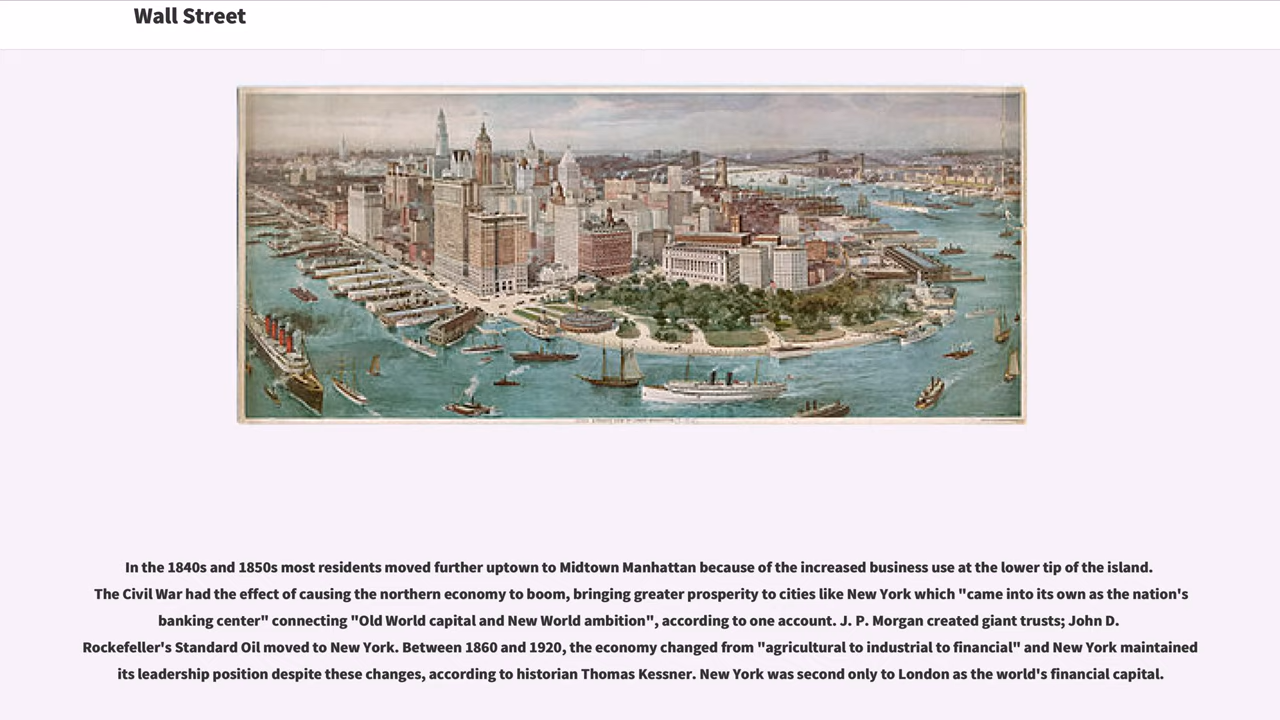 Wall Street
In the 1840s and 1850s most residents moved further uptown to Midtown Manhattan because of the increased business use at the lower tip of the island.
The Civil War had the effect of causing the northern economy to boom, bringing greater prosperity to cities like New York which "came into its own as the nation's
banking center" connecting "Old World capital and New World ambition", according to one account. J. P. Morgan created giant trusts; John D.
Rockefeller's Standard Oil moved to New York. Between 1860 and 1920, the economy changed from "agricultural to industrial to financial" and New York maintained
its leadership position despite these changes, according to historian Thomas Kessner. New York was second only to London as the world's financial capital.